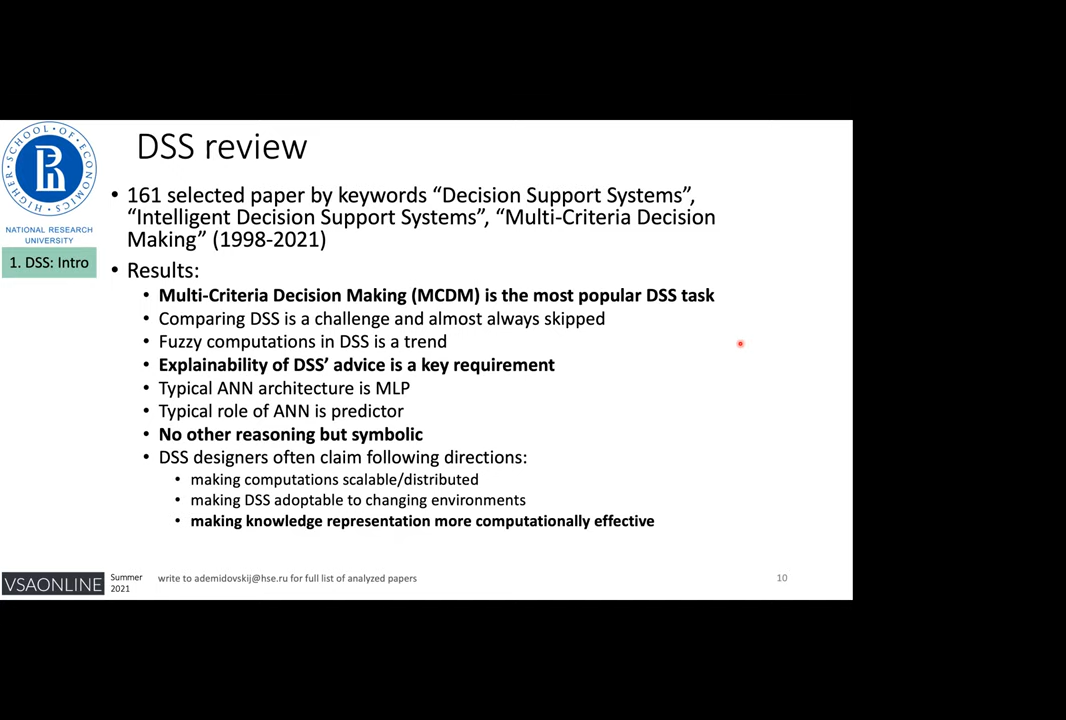 HIGHER · SCHOOL · OF · ECONOMICS ·
NATIONAL RESEARCH
UNIVERSITY
1. DSS: Intro
DSS review
• 161 selected paper by keywords “Decision Support Systems”,
“Intelligent Decision Support Systems”, “Multi-Criteria Decision
Making” (1998-2021)
• Results:
• Multi-Criteria Decision Making (MCDM) is the most popular DSS task
• Comparing DSS is a challenge and almost always skipped
• Fuzzy computations in DSS is a trend
• Explainability of DSS’ advice is a key requirement
• Typical ANN architecture is MLP
• Typical role of ANN is predictor
• No other reasoning but symbolic
• DSS designers often claim following directions:
• making computations scalable/distributed
• making DSS adoptable to changing environments
• making knowledge representation more computationally effective
VSAONLINE
Summer
2021
write to ademidovskij@hse.ru for full list of analyzed papers
10